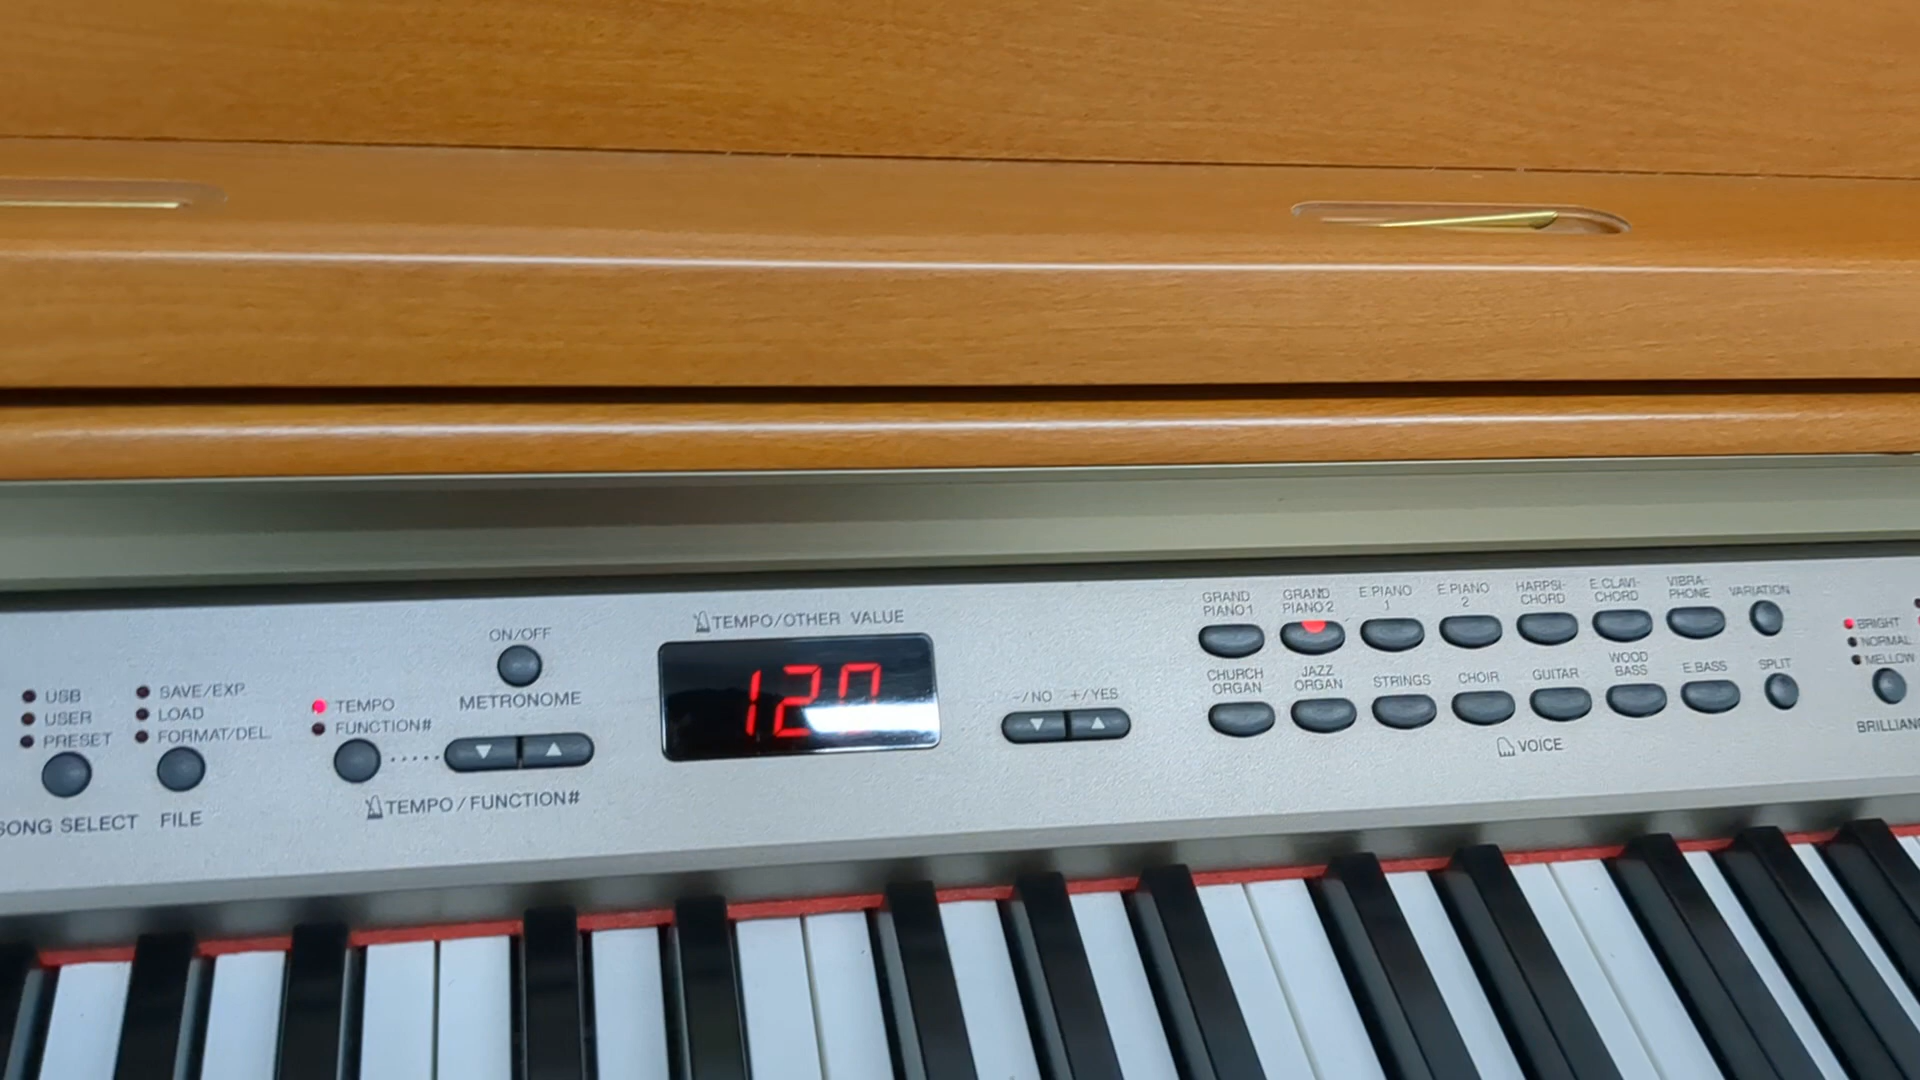 USB
USER
PRESET
SONG SELECT
SAVE/EXP.
LOAD
FORMAT/DEL.
FILE
TEMPO
FUNCTION#
TEMPO/FUNCTION#
ON/OFF
METRONOME
TEMPO/OTHER VALUE
120
-/NO +/YES
GRAND
PIANO 1
GRAND
PIANO 2
E.PIANO
1
E.PIANO
2
HARPSI-
CHORD
E.CLAVI-
CHORD
VIBRA-
PHONE
VARIATION
CHURCH
ORGAN
JAZZ
ORGAN
STRINGS
CHOIR
GUITAR
WOOD
BASS
E.BASS
SPLIT
VOICE
BRIGHT
NORMAL
MELLOW